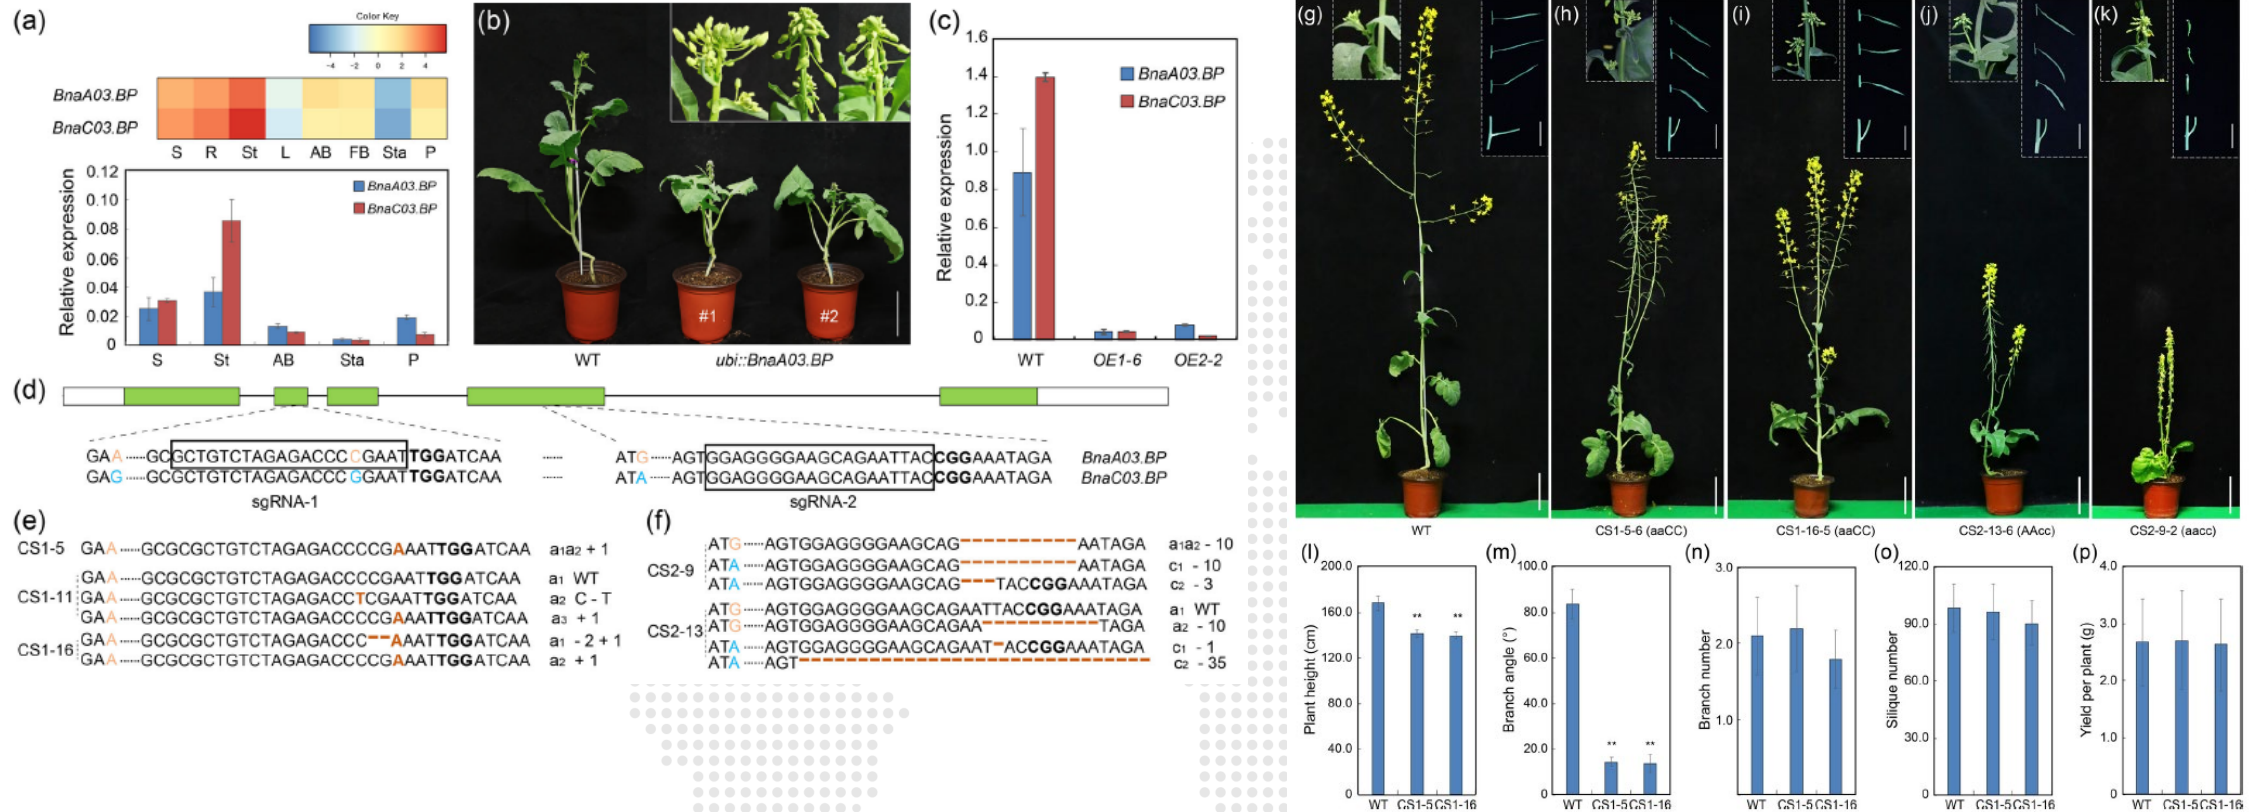 (a)
Color Key
-4 -2 0 2 4
BnaA03.BP
BnaC03.BP
S R St L AB FB Sta P
Relative expression
0.12
0.10
0.08
0.06
0.04
0.02
0
BnaA03.BP
BnaC03.BP
S St AB Sta P
(b)
#1 #2
WT ubi::BnaA03.BP
(c)
Relative expression
1.6
1.4
1.2
1.0
0.8
0.6
0.4
0.2
0
BnaA03.BP
BnaC03.BP
WT OE1-6 OE2-2
(d)
GAA······GCGCTGTCTAGAGACCCCCGAATTGGATCAA ······ ATG ······AGTGGAGGGGAAGCAGAATTACCGGAAATAGA BnaA03.BP
GAG······GCGCTGTCTAGAGACCCCGGAATTGGATCAA ······ ATA ······AGTGGAGGGGAAGCAGAATTACCGGAAATAGA BnaC03.BP
sgRNA-1 sgRNA-2
(e)
CS1-5 GAA······GCGCGCTGTCTAGAGACCCCCGAAATTGGATCAA a1a2 + 1
GAA······GCGCGCTGTCTAGAGACCCCCGAATTGGATCAA a1 WT
CS1-11 GAA······GCGCGCTGTCTAGAGACCTCGAATTGGATCAA a2 C - T
GAA······GCGCGCTGTCTAGAGACCCCCGAAATTGGATCAA a3 + 1
CS1-16 GAA······GCGCGCTGTCTAGAGACCC--AAATTGGATCAA a1 - 2 + 1
GAA······GCGCGCTGTCTAGAGACCCCCGAAATTGGATCAA a2 + 1
(f)
ATG······AGTGGAGGGGAAGCAG----------AATAGA a1a2 - 10
CS2-9 ATA······AGTGGAGGGGAAGCAG----------AATAGA c1 - 10
ATA······AGTGGAGGGGAAGCAG---TACCGGAAATAGA c2 - 3
ATG······AGTGGAGGGGAAGCAGAATTACCGGAAATAGA a1 WT
CS2-13 ATG······AGTGGAGGGGAAGCAGAA----------TAGA a2 - 10
ATA······AGTGGAGGGGAAGCAGAAT-ACCGGAAATAGA c1 - 1
ATA······AGT----------------------------------- c2 - 35
(g) (h) (i) (j) (k)
WT CS1-5-6 (aaCC) CS1-16-5 (aaCC) CS2-13-6 (AAcc) CS2-9-2 (aacc)
(l)
Plant height (cm)
200.0
160.0
120.0
80.0
40.0
0
** **
WT CS1-5 CS1-16
(m)
Branch angle (°)
100.0
80.0
60.0
40.0
20.0
0
** **
WT CS1-5 CS1-16
(n)
Branch number
3.0
2.0
1.0
WT CS1-5 CS1-16
(o)
Silique number
120.0
90.0
60.0
30.0
0
WT CS1-5 CS1-16
(p)
Yield per plant (g)
4.0
3.0
2.0
1.0
0
WT CS1-5 CS1-16